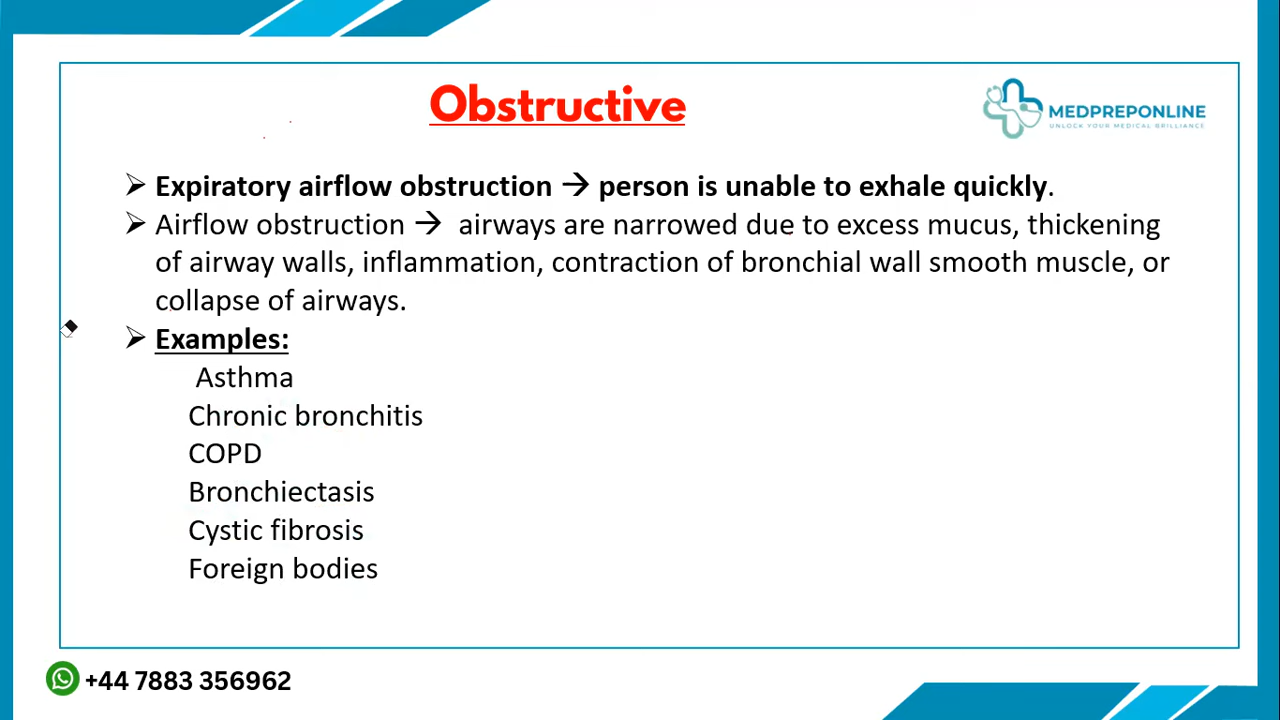 Obstructive
MEDPREPONLINE
UNLOCK YOUR MEDICAL BRILLIANCE
➢ Expiratory airflow obstruction → person is unable to exhale quickly.
➢ Airflow obstruction → airways are narrowed due to excess mucus, thickening
of airway walls, inflammation, contraction of bronchial wall smooth muscle, or
collapse of airways.
➢ Examples:
Asthma
Chronic bronchitis
COPD
Bronchiectasis
Cystic fibrosis
Foreign bodies
+44 7883 356962